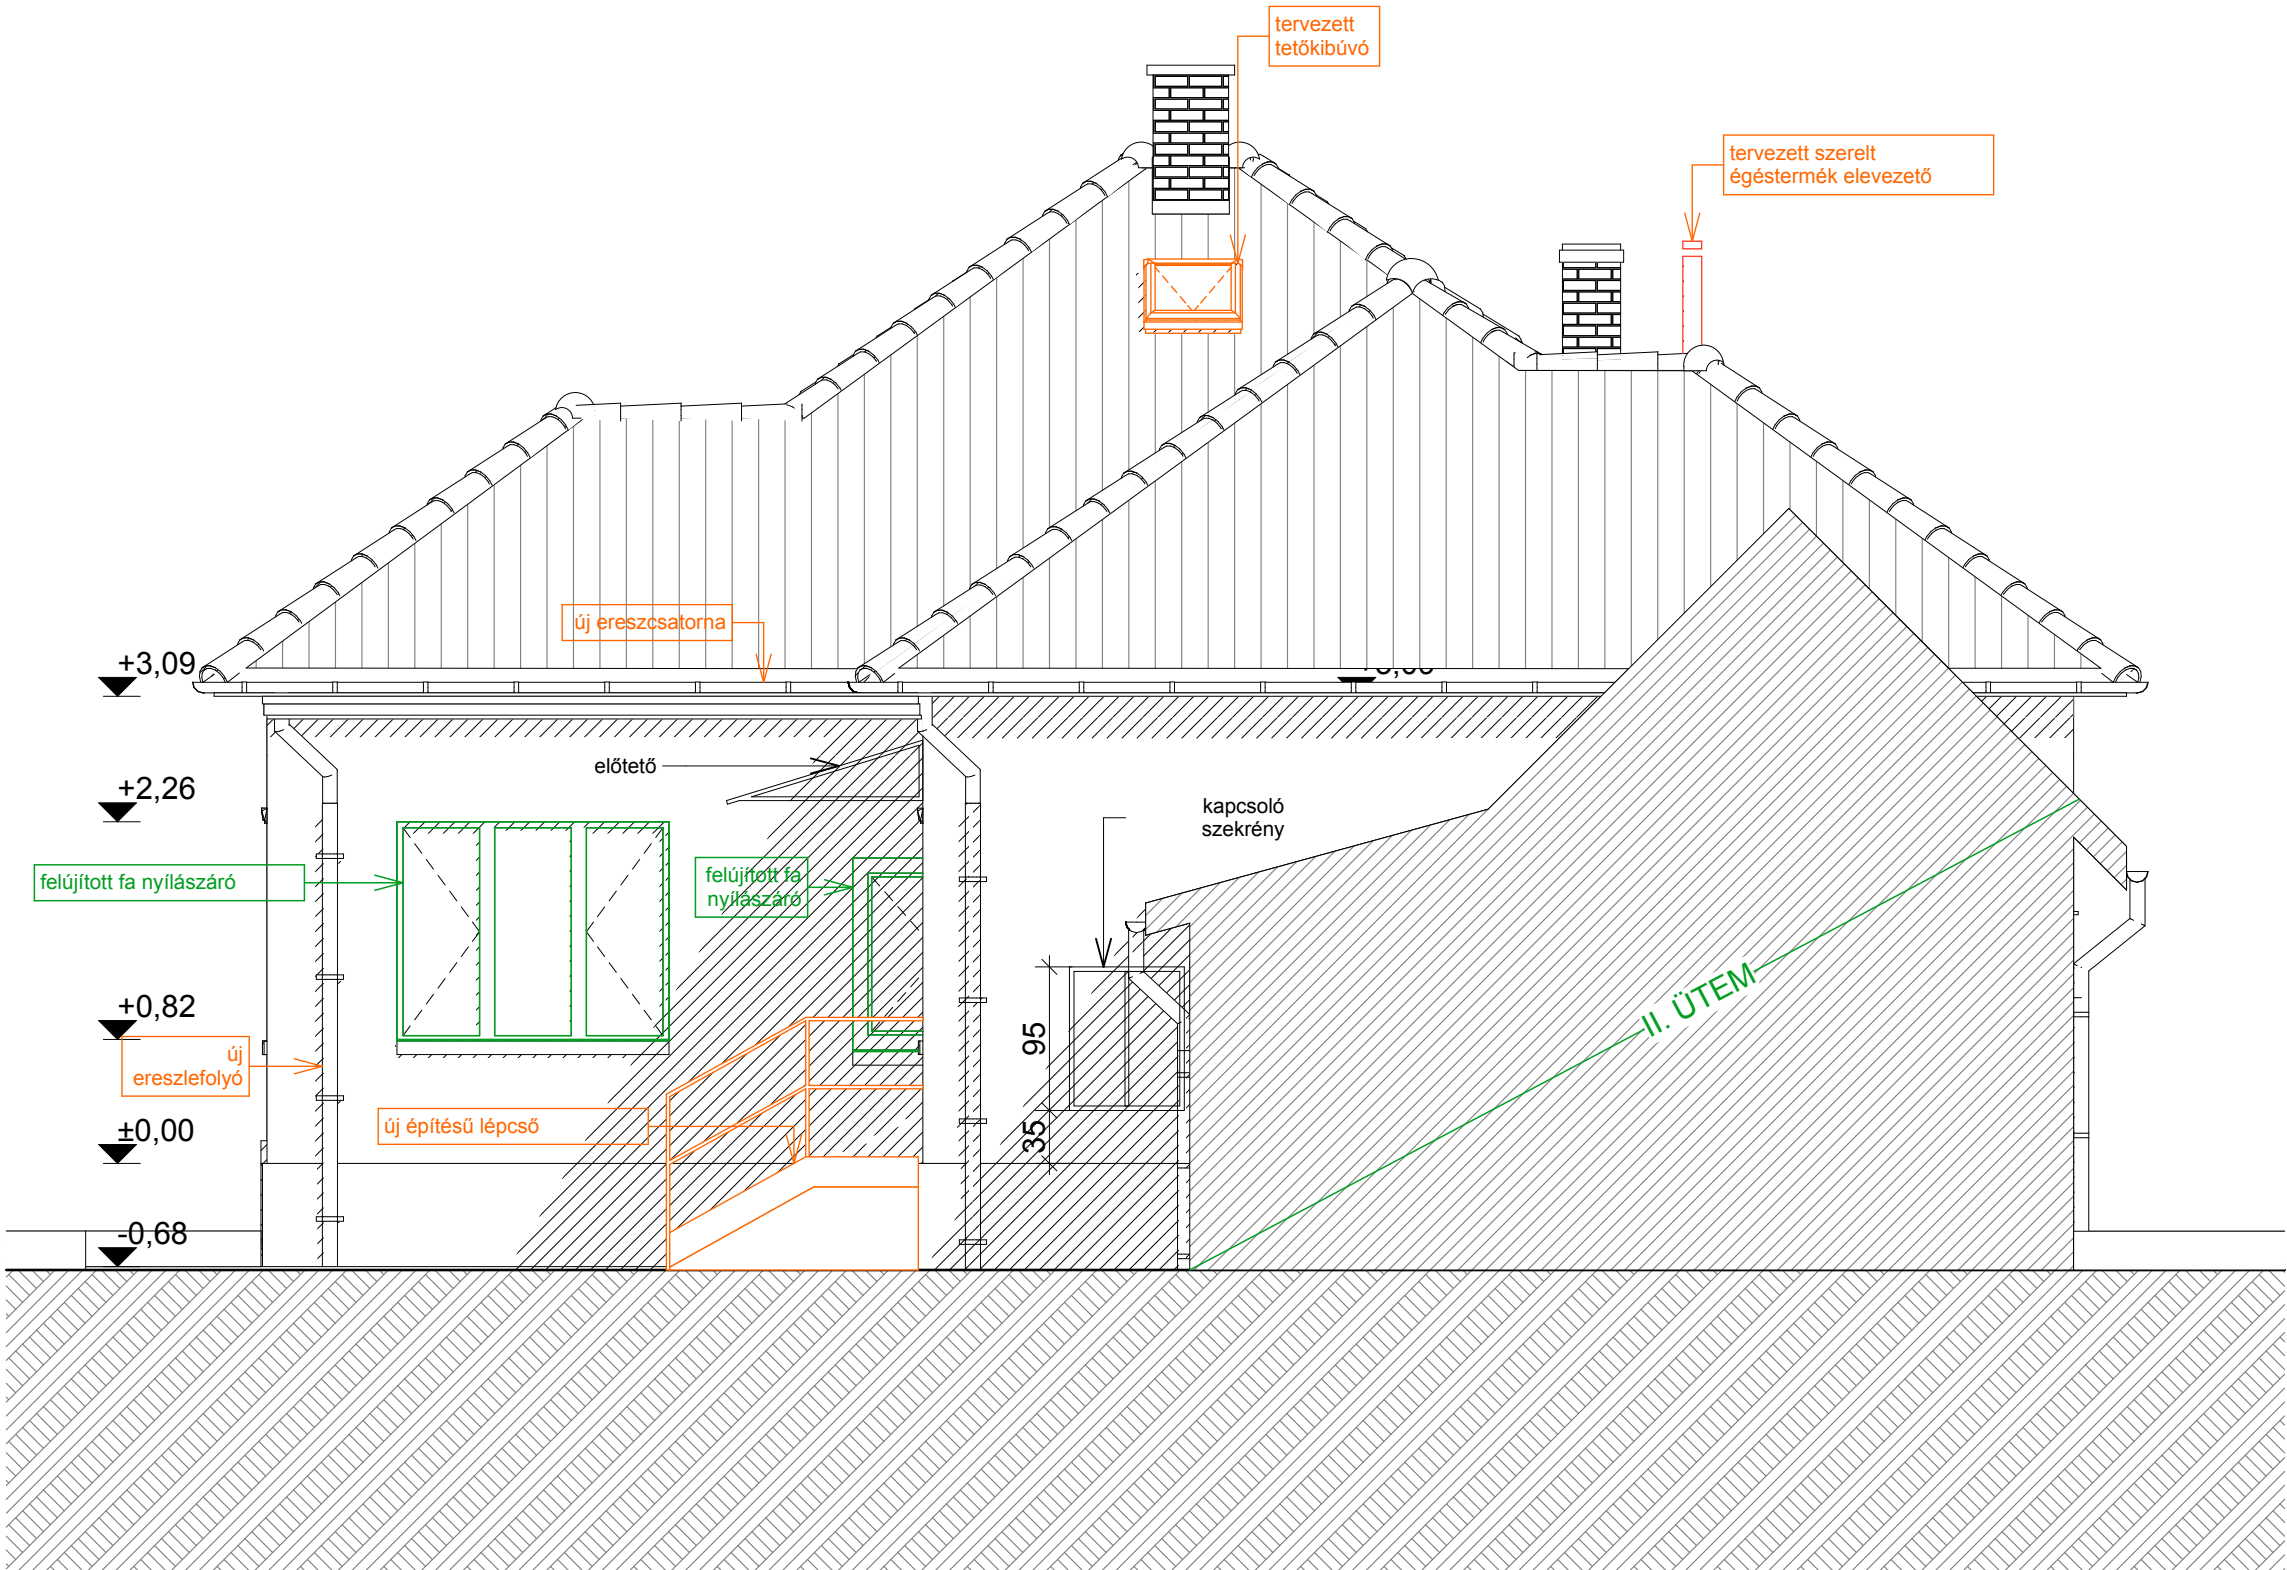 tervezett
tetőkibúvó
tervezett szerelt
égéstermék elevezető
új ereszcsatorna
+3,09
előtető
+2,26
kapcsoló
szekrény
felújított fa nyílászáró
felújított fa
nyílászáró
+0,82
új
ereszlefolyó
95
II. ÜTEM
új építésű lépcső
±0,00
35
-0,68